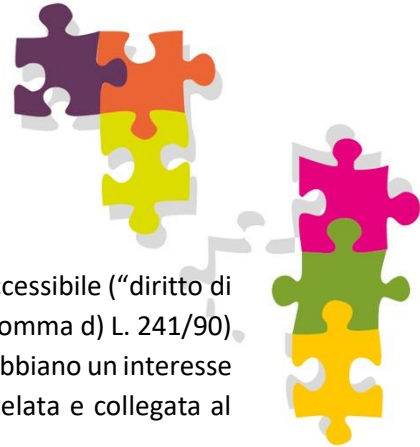 ccessibile (“diritto di
omma d) L. 241/90)
bbiano un interesse
elata e collegata al